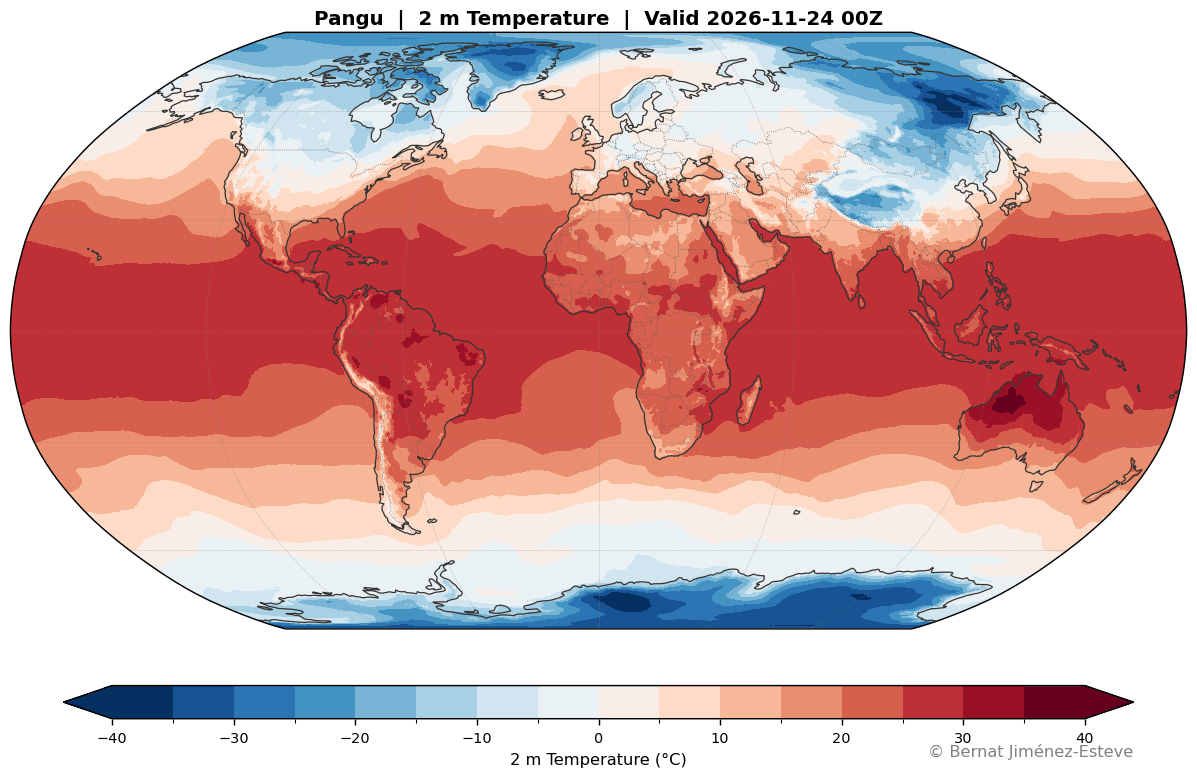 Pangu | 2 m Temperature | Valid 2026-11-24 00Z
−40 −30 −20 −10 0 10 20 30 40
2 m Temperature (°C)
© Bernat Jiménez-Esteve